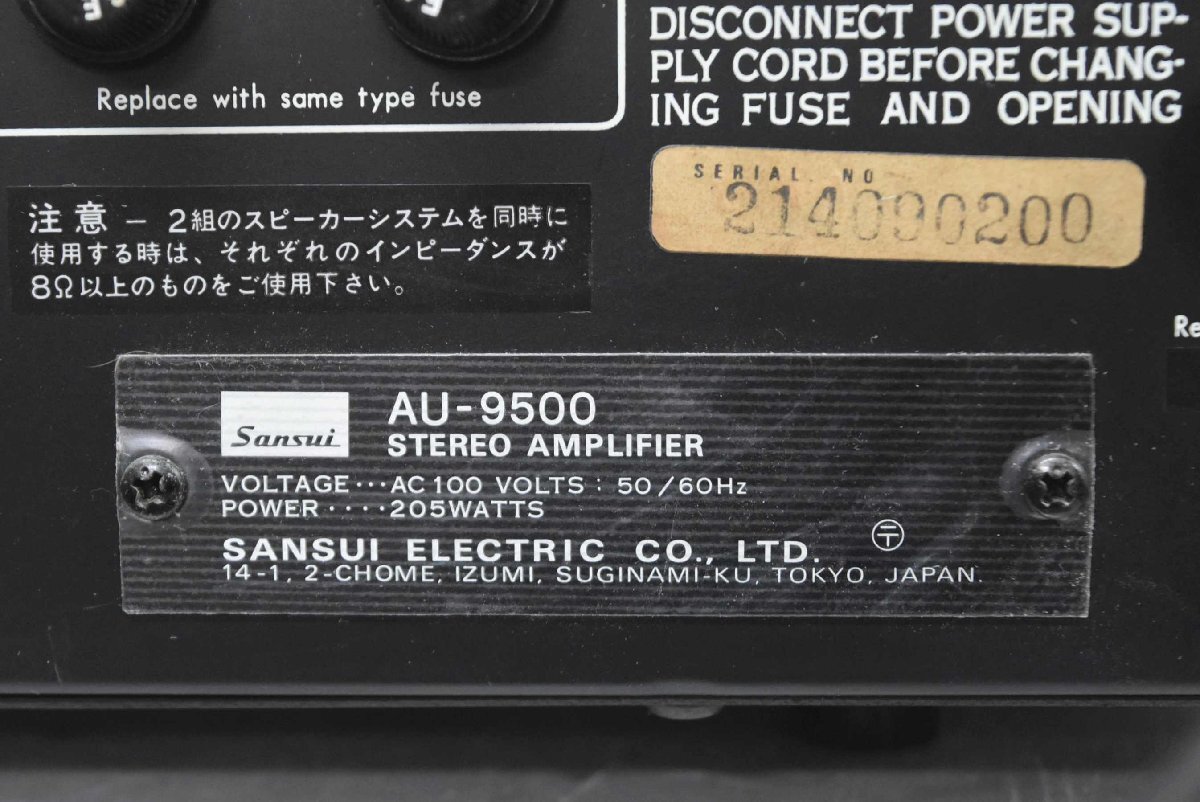 Replace with same type fuse
DISCONNECT POWER SUP-
PLY CORD BEFORE CHANG-
ING FUSE AND OPENING
SERIAL NO
214090200
注意 － 2組のスピーカーシステムを同時に
使用する時は、それぞれのインピーダンスが
8Ω以上のものをご使用下さい。
Re
Sansui
AU-9500
STEREO AMPLIFIER
VOLTAGE···AC100 VOLTS : 50/60Hz
POWER ····205WATTS
SANSUI ELECTRIC CO., LTD. 〒
14-1, 2-CHOME, IZUMI, SUGINAMI-KU, TOKYO, JAPAN.